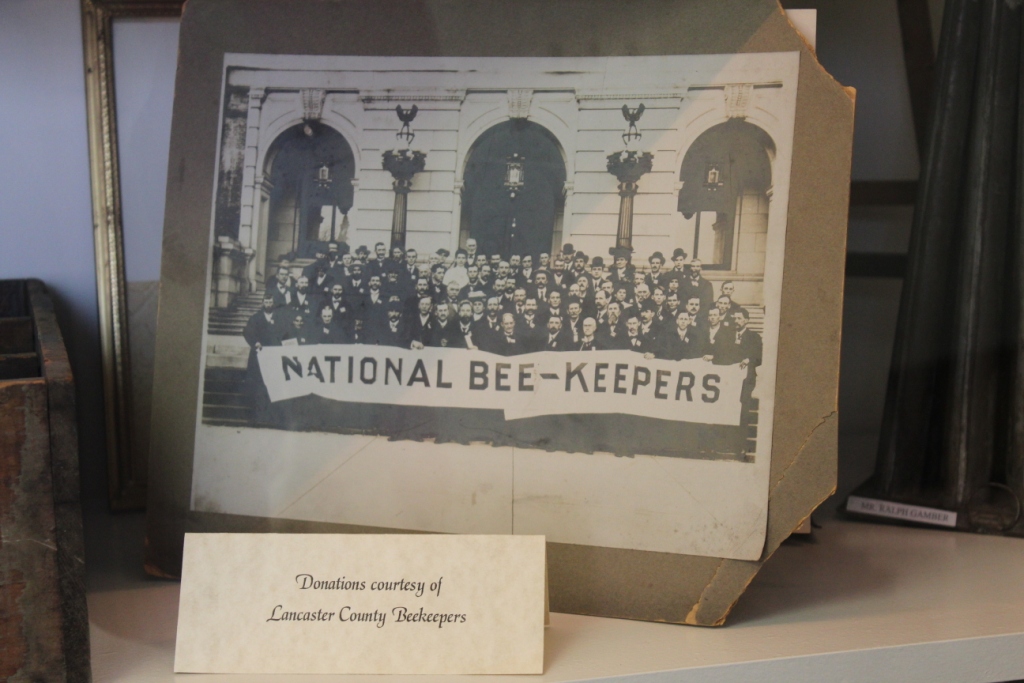 NATIONAL BEE-KEEPERS
MR. RALPH GAMBER
Donations courtesy of
Lancaster County Beekeepers